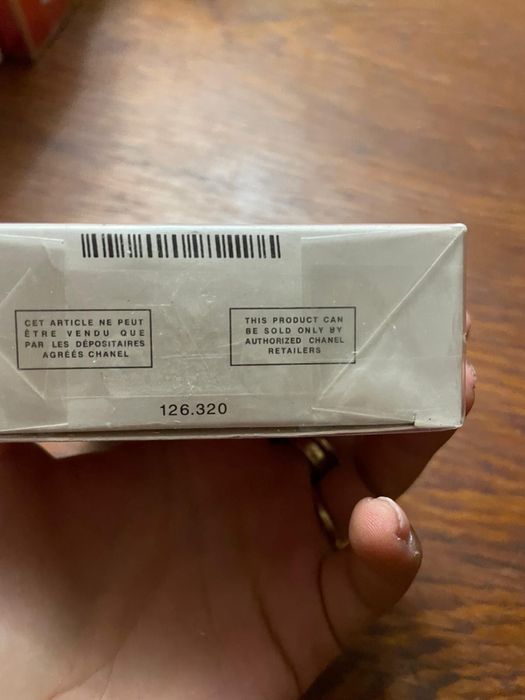 CET ARTICLE NE PEUT
ÊTRE VENDU QUE
PAR LES DÉPOSITAIRES
AGRÉÉS CHANEL
THIS PRODUCT CAN
BE SOLD ONLY BY
AUTHORIZED CHANEL
RETAILERS
126.320